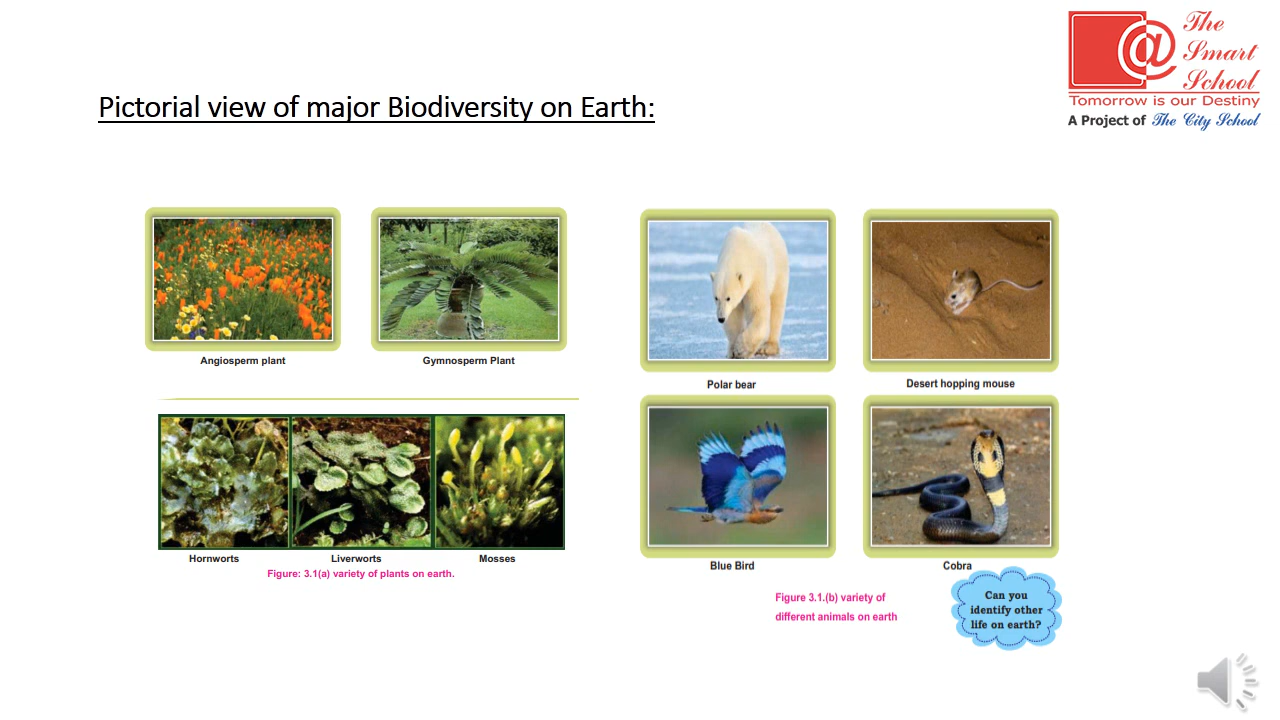 The
Smart
School
Tomorrow is our Destiny
A Project of The City School
Pictorial view of major Biodiversity on Earth:
Angiosperm plant
Gymnosperm Plant
Hornworts
Liverworts
Mosses
Figure: 3.1(a) variety of plants on earth.
Polar bear
Desert hopping mouse
Blue Bird
Cobra
Figure 3.1.(b) variety of
different animals on earth
Can you
identify other
life on earth?